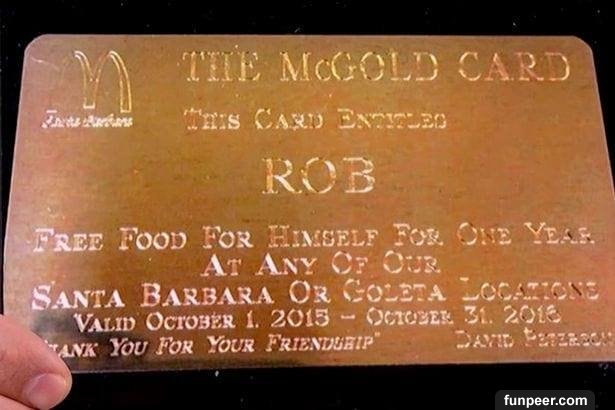 THE McGOLD CARD
THIS CARD ENTITLES
ROB
FREE FOOD FOR HIMSELF FOR ONE YEAR
AT ANY OF OUR
SANTA BARBARA OR GOLETA LOCATIONS
VALID OCTOBER 1, 2015 – OCTOBER 31, 2016
HANK YOU FOR YOUR FRIENDSHIP" DAVID PETERSON
funpeer.com